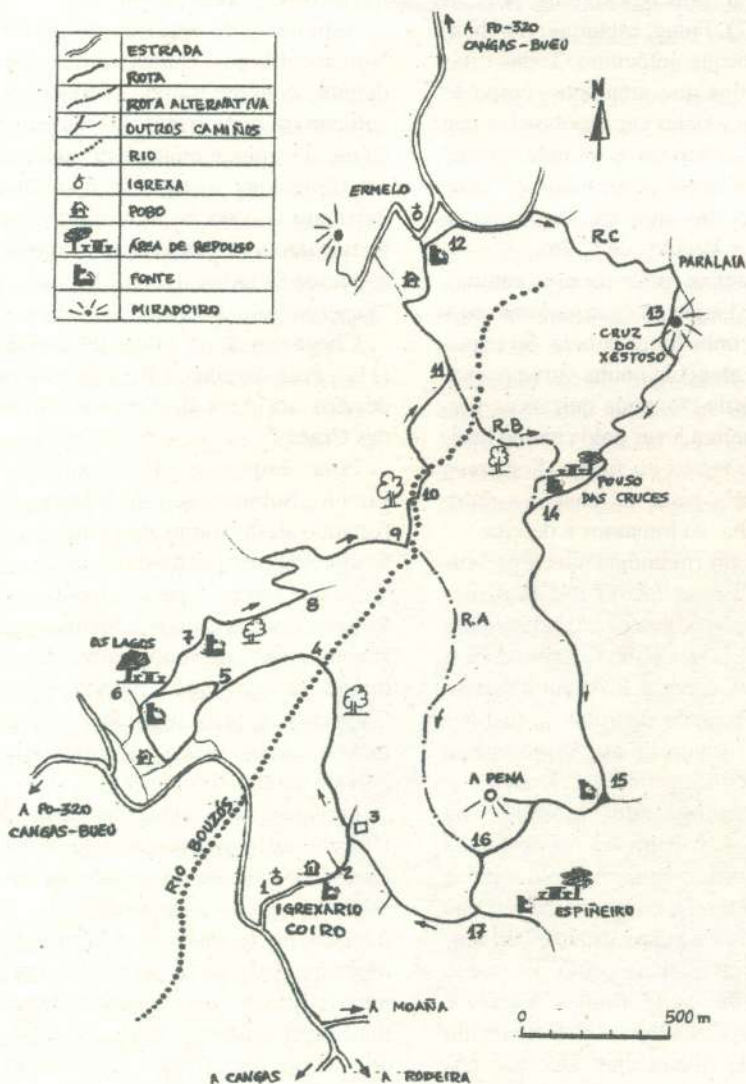 A PO-320
CANGAS-BUEU
ESTRADA
ROTA
ROTA ALTERNATIVA
OUTROS CAMIÑOS
RIO
IGREXA
POBO
ÁREA DE REPOUSO
FONTE
MIRADOIRO
N
ERMELO
12
R.C
PARALAIA
13
CRUZ
DO
XESTOSO
11
R.B
POUSO
DAS CRUCES
10
14
9
8
R.A
7
OS LAGOS
6
5
4
A PENA
15
3
16
A PO-320
CANGAS-BUEU
RIO BOUZÓS
2
1
IGREXARIO
COIRO
ESPIÑEIRO
17
A MOAÑA
0
500 m
A CANGAS
A RODEIRA